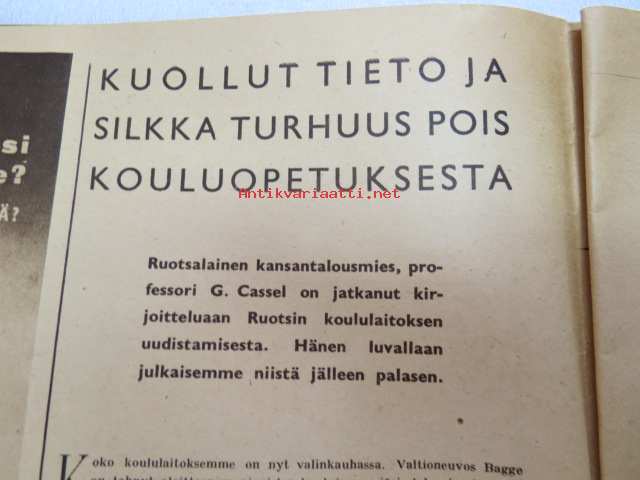 KUOLLUT TIETO JA
SILKKA TURHUUS POIS
KOULUOPETUKSESTA
Antikvariaatti.net
si
e?
Ä?
Ruotsalainen kansantalousmies, pro-
fessori G. Cassel on jatkanut kir-
joitteluaan Ruotsin koululaitoksen
uudistamisesta. Hänen luvallaan
julkaisemme niistä jälleen palasen.
Koko koululaitoksemme on nyt valinkauhassa. Valtioneuvos Bagge